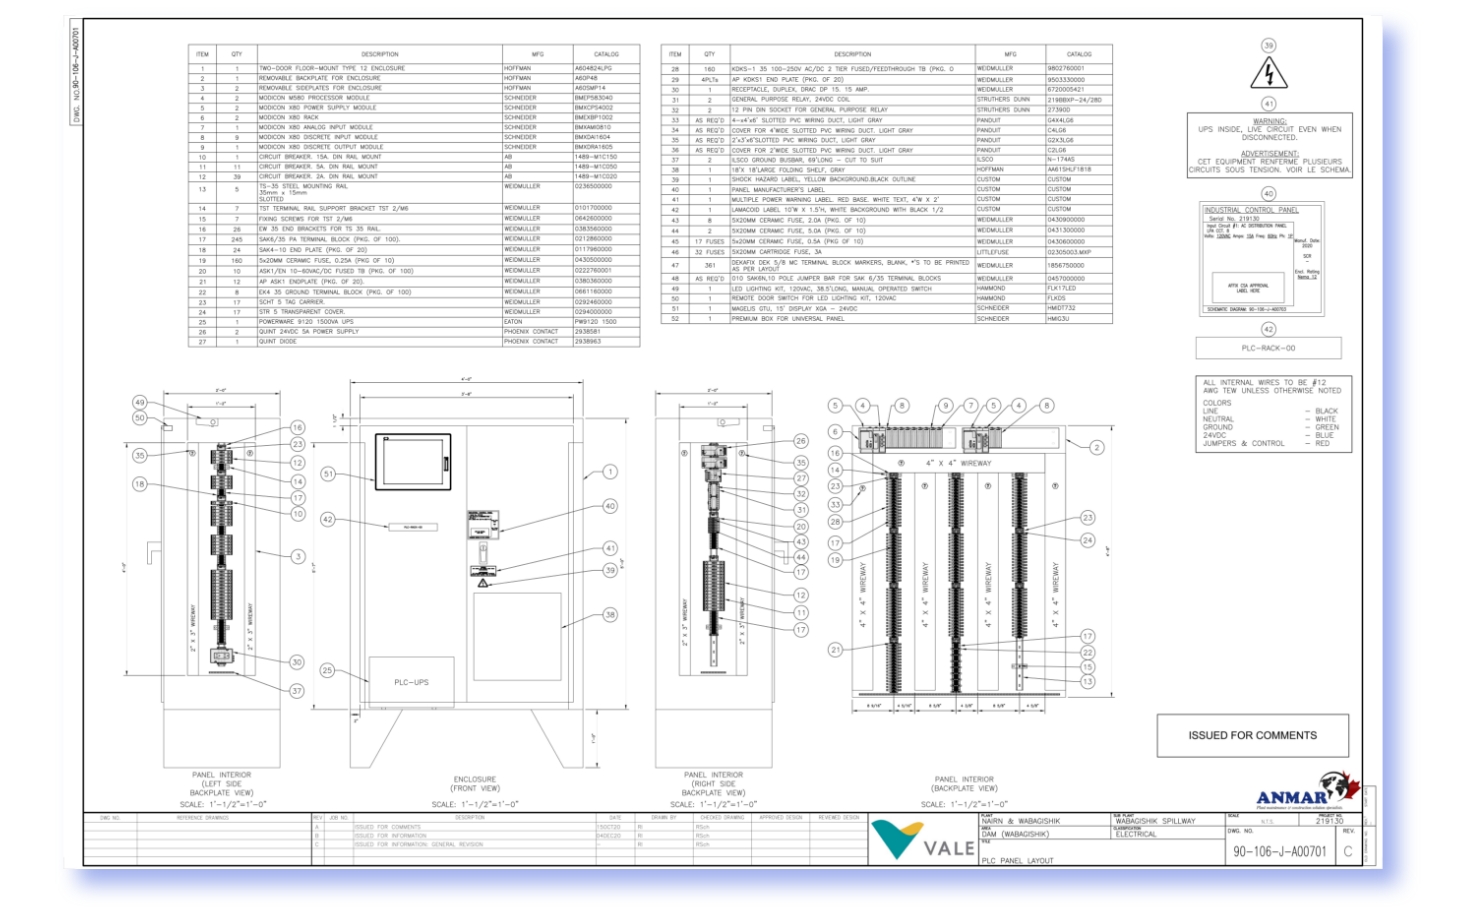 DWG. NO. 90-106-J-A00701
ITEM QTY DESCRIPTION MFG CATALOG
1 1 TWO-DOOR FLOOR-MOUNT TYPE 12 ENCLOSURE HOFFMAN A604824LPG
2 1 REMOVABLE BACKPLATE FOR ENCLOSURE HOFFMAN A60P48
3 2 REMOVABLE SIDEPLATES FOR ENCLOSURE HOFFMAN A60SMP14
4 2 MODICON M580 PROCESSOR MODULE SCHNEIDER BMEP583040
5 2 MODICON X80 POWER SUPPLY MODULE SCHNEIDER BMXCPS4002
6 2 MODICON X80 RACK SCHNEIDER BMEXBP1002
7 1 MODICON X80 ANALOG INPUT MODULE SCHNEIDER BMXAMI0810
8 9 MODICON X80 DISCRETE INPUT MODULE SCHNEIDER BMXDAI1604
9 1 MODICON X80 DISCRETE OUTPUT MODULE SCHNEIDER BMXDRA1605
10 1 CIRCUIT BREAKER. 15A. DIN RAIL MOUNT AB 1489-M1C150
11 11 CIRCUIT BREAKER. 5A. DIN RAIL MOUNT AB 1489-M1C050
12 39 CIRCUIT BREAKER. 2A. DIN RAIL MOUNT AB 1489-M1C020
13 5 TS-35 STEEL MOUNTING RAIL WEIDMULLER 0236500000
35mm x 15mm
SLOTTED
14 7 TST TERMINAL RAIL SUPPORT BRACKET TST 2/M6 WEIDMULLER 0101700000
15 7 FIXING SCREWS FOR TST 2/M6 WEIDMULLER 0642600000
16 26 EW 35 END BRACKETS FOR TS 35 RAIL. WEIDMULLER 0383560000
17 245 SAK6/35 PA TERMINAL BLOCK (PKG. OF 100). WEIDMULLER 0212860000
18 24 SAK4-10 END PLATE (PKG. OF 20) WEIDMULLER 0117960000
19 160 5x20MM CERAMIC FUSE, 0.25A (PKG OF 10) WEIDMULLER 0430500000
20 10 ASK1/EN 10-60VAC/DC FUSED TB (PKG. OF 100) WEIDMULLER 0222760001
21 12 AP ASK1 ENDPLATE (PKG. OF 20). WEIDMULLER 0380360000
22 8 EK4 35 GROUND TERMINAL BLOCK (PKG. OF 100) WEIDMULLER 0661160000
23 17 SCHT 5 TAG CARRIER. WEIDMULLER 0292460000
24 17 STR 5 TRANSPARENT COVER. WEIDMULLER 0294000000
25 1 POWERWARE 9120 1500VA UPS EATON PW9120 1500
26 2 QUINT 24VDC 5A POWER SUPPLY PHOENIX CONTACT 2938581
27 1 QUINT DIODE PHOENIX CONTACT 2938963
ITEM QTY DESCRIPTION MFG CATALOG
28 160 KDKS-1 35 100-250V AC/DC 2 TIER FUSED/FEEDTHROUGH TB (PKG. O WEIDMULLER 9802760001
29 4PLTs AP KDKS1 END PLATE (PKG. OF 20) WEIDMULLER 9503330000
30 1 RECEPTACLE, DUPLEX, DRAC DP 15. 15 AMP. WEIDMULLER 6720005421
31 2 GENERAL PURPOSE RELAY, 24VDC COIL STRUTHERS DUNN 219BBXP-24/28D
32 2 12 PIN DIN SOCKET FOR GENERAL PURPOSE RELAY STRUTHERS DUNN 27390D
33 AS REQ'D 4-x4"x6' SLOTTED PVC WIRING DUCT, LIGHT GRAY PANDUIT G4X4LG6
34 AS REQ'D COVER FOR 4"WIDE SLOTTED PVC WIRING DUCT. LIGHT GRAY PANDUIT C4LG6
35 AS REQ'D 2"x3"x6"SLOTTED PVC WIRING DUCT, LIGHT GRAY PANDUIT G2X3LG6
36 AS REQ'D COVER FOR 2"WIDE SLOTTED PVC WIRING DUCT. LIGHT GRAY PANDUIT C2LG6
37 2 ILSCO GROUND BUSBAR, 69"LONG - CUT TO SUIT ILSCO N-174AS
38 1 18"X 18"LARGE FOLDING SHELF, GRAY HOFFMAN AA61SHLF1818
39 1 SHOCK HAZARD LABEL, YELLOW BACKGROUND.BLACK OUTLINE CUSTOM CUSTOM
40 1 PANEL MANUFACTURER'S LABEL CUSTOM CUSTOM
41 1 MULTIPLE POWER WARNING LABEL. RED BASE. WHITE TEXT, 4"W X 2' CUSTOM CUSTOM
42 1 LAMACOID LABEL 10"W X 1.5"H, WHITE BACKGROUND WITH BLACK 1/2 CUSTOM CUSTOM
43 8 5X20MM CERAMIC FUSE, 2.0A (PKG. OF 10) WEIDMULLER 0430900000
44 2 5X20MM CERAMIC FUSE, 5.0A (PKG. OF 10) WEIDMULLER 0431300000
45 17 FUSES 5x20MM CERAMIC FUSE, 0.5A (PKG OF 10) WEIDMULLER 0430600000
46 32 FUSES 5X20MM CARTRIDGE FUSE, 3A LITTLEFUSE 02305003.MXP
47 361 DEKAFIX DEK 5/8 MC TERMINAL BLOCK MARKERS, BLANK, *'S TO BE PRINTED WEIDMULLER 1856750000
AS PER LAYOUT
48 AS REQ'D 010 SAK6N,10 POLE JUMPER BAR FOR SAK 6/35 TERMINAL BLOCKS WEIDMULLER 0457000000
49 1 LED LIGHTING KIT, 120VAC, 38.5"LONG, MANUAL OPERATED SWITCH HAMMOND FLK17LED
50 1 REMOTE DOOR SWITCH FOR LED LIGHTING KIT, 120VAC HAMMOND FLKDS
51 1 MAGELIS GTU, 15" DISPLAY XGA - 24VDC SCHNEIDER HMIDT732
52 1 PREMIUM BOX FOR UNIVERSAL PANEL SCHNEIDER HMIG3U
39
41
WARNING:
UPS INSIDE, LIVE CIRCUIT EVEN WHEN
DISCONNECTED.
ADVERTISEMENT:
CET EQUIPMENT RENFERME PLUSIEURS
CIRCUITS SOUS TENSION. VOIR LE SCHEMA.
40
INDUSTRIAL CONTROL PANEL
Serial No. 219130
Input Circuit #1: AC DISTRIBUTION PANEL
Manuf. Date:
2020
SCR
Encl. Rating
Nema 12
AFFIX CSA APPROVAL
LABEL HERE
SCHEMATIC DIAGRAM: 90-106-J-A00703
42
PLC-RACK-00
ALL INTERNAL WIRES TO BE #12
AWG TEW UNLESS OTHERWISE NOTED
COLORS
LINE - BLACK
NEUTRAL - WHITE
GROUND - GREEN
24VDC - BLUE
JUMPERS & CONTROL - RED
49
50
35
18
16
23
12
14
17
10
3
30
37
2" X 3" WIREWAY
2" X 3" WIREWAY
PANEL INTERIOR
(LEFT SIDE
BACKPLATE VIEW)
SCALE: 1'-1/2"=1'-0"
51
42
25
1
40
41
39
38
PLC-UPS
ENCLOSURE
(FRONT VIEW)
SCALE: 1'-1/2"=1'-0"
26
35
27
32
31
20
43
44
17
12
11
17
2" X 3" WIREWAY
2" X 3" WIREWAY
PANEL INTERIOR
(RIGHT SIDE
BACKPLATE VIEW)
SCALE: 1'-1/2"=1'-0"
5 4 8 9 7 5 4 8
6
2
16
14
23
33
28
17
19
21
23
24
17
22
15
13
4" X 4" WIREWAY
4" X 4" WIREWAY
4" X 4" WIREWAY
4" X 4" WIREWAY
4" X 4" WIREWAY
PANEL INTERIOR
(BACKPLATE VIEW)
SCALE: 1'-1/2"=1'-0"
ISSUED FOR COMMENTS
ANMAR
DWG NO. REFERENCE DRAWINGS REV JOB NO. DESCRIPTION DATE DRAWN BY CHECKED DRAWING APPROVED DESIGN REVIEWED DESIGN
A ISSUED FOR COMMENTS 15OCT20 RI RSch
B ISSUED FOR INFORMATION 04DEC20 RI RSch
C ISSUED FOR INFORMATION: GENERAL REVISION - RI RSch
VALE
PLANT
NAIRN & WABAGISHIK
SUB PLANT
WABAGISHIK SPILLWAY
AREA
DAM (WABAGISHIK)
CLASSIFICATION
ELECTRICAL
TITLE
PLC PANEL LAYOUT
SCALE
N.T.S.
PROJECT NO.
219130
DWG. NO.
90-106-J-A00701
REV.
C